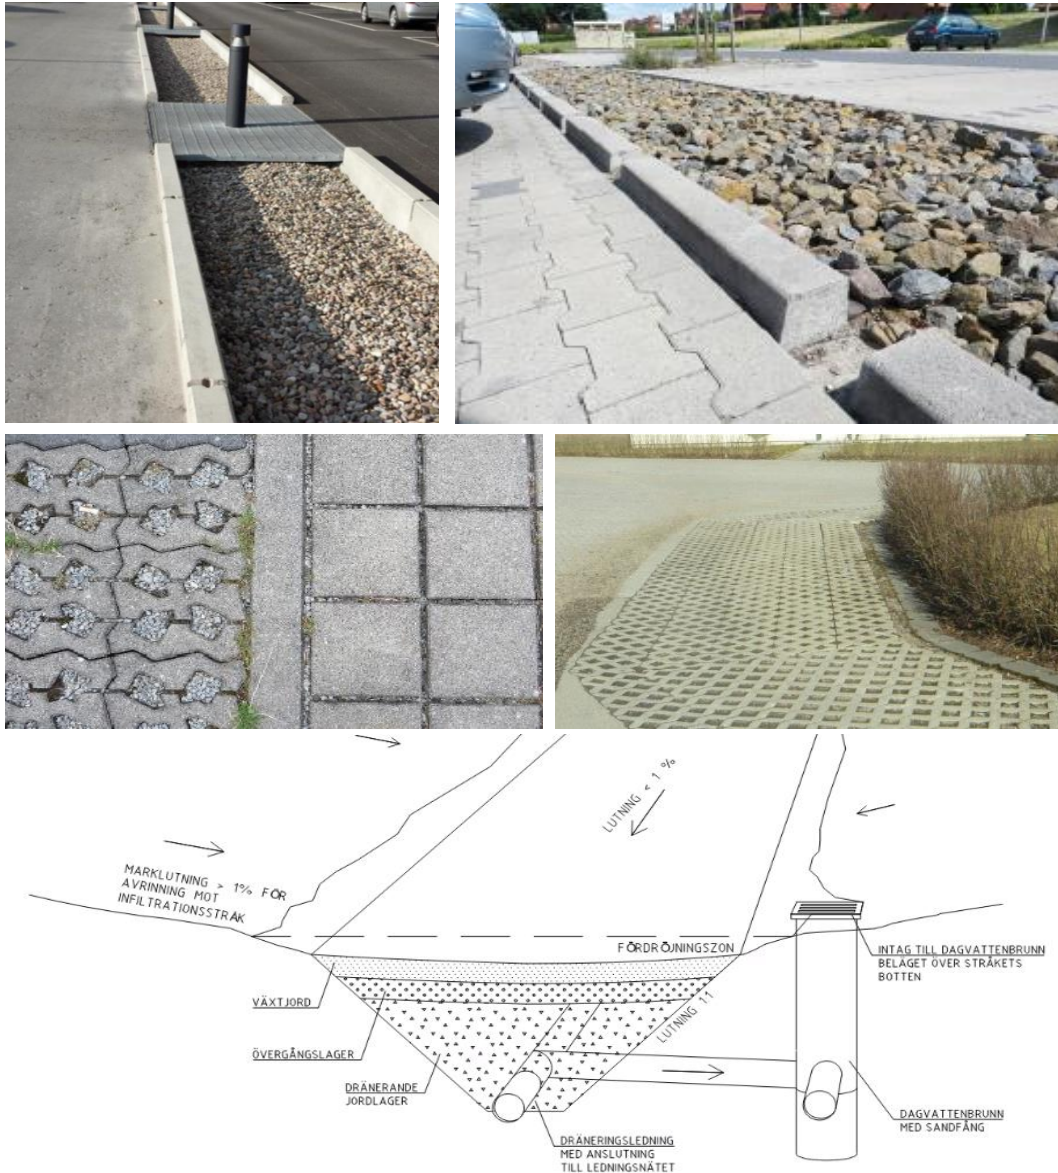 LUTNING < 1 %
MARKLUTNING > 1% FÖR
AVRINNING MOT
INFILTRATIONSSTRÅK
FÖRDRÖJNINGSZON
INTAG TILL DAGVATTENBRUNN
BELÄGET ÖVER STRÅKETS
BOTTEN
VÄXTJORD
LUTNING 1:1
ÖVERGÅNGSLAGER
DRÄNERANDE
JORDLAGER
DAGVATTENBRUNN
MED SANDFÅNG
DRÄNERINGSLEDNING
MED ANSLUTNING
TILL LEDNINGSNÄTET